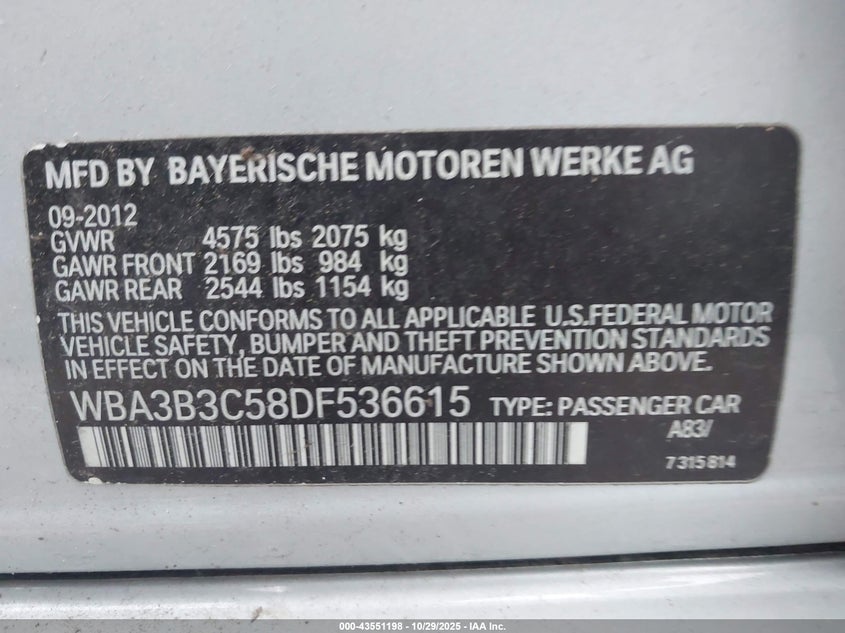 MFD BY BAYERISCHE MOTOREN WERKE AG
09-2012
GVWR 4575 lbs 2075 kg
GAWR FRONT 2169 lbs 984 kg
GAWR REAR 2544 lbs 1154 kg
THIS VEHICLE CONFORMS TO ALL APPLICABLE U.S.FEDERAL MOTOR
VEHICLE SAFETY, BUMPER AND THEFT PREVENTION STANDARDS
IN EFFECT ON THE DATE OF MANUFACTURE SHOWN ABOVE.
WBA3B3C58DF536615 TYPE: PASSENGER CAR
A83/
7315814
000-43551198 - 10/29/2025 - IAA Inc.